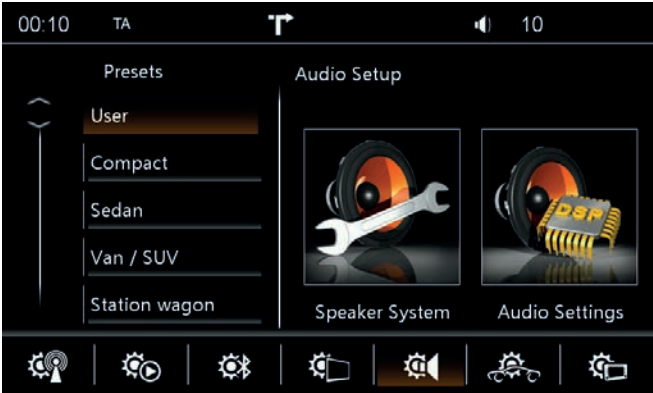 00:10 TA 10
Presets
Audio Setup
User
Compact
Sedan
Van / SUV
Station wagon
DSP
Speaker System
Audio Settings